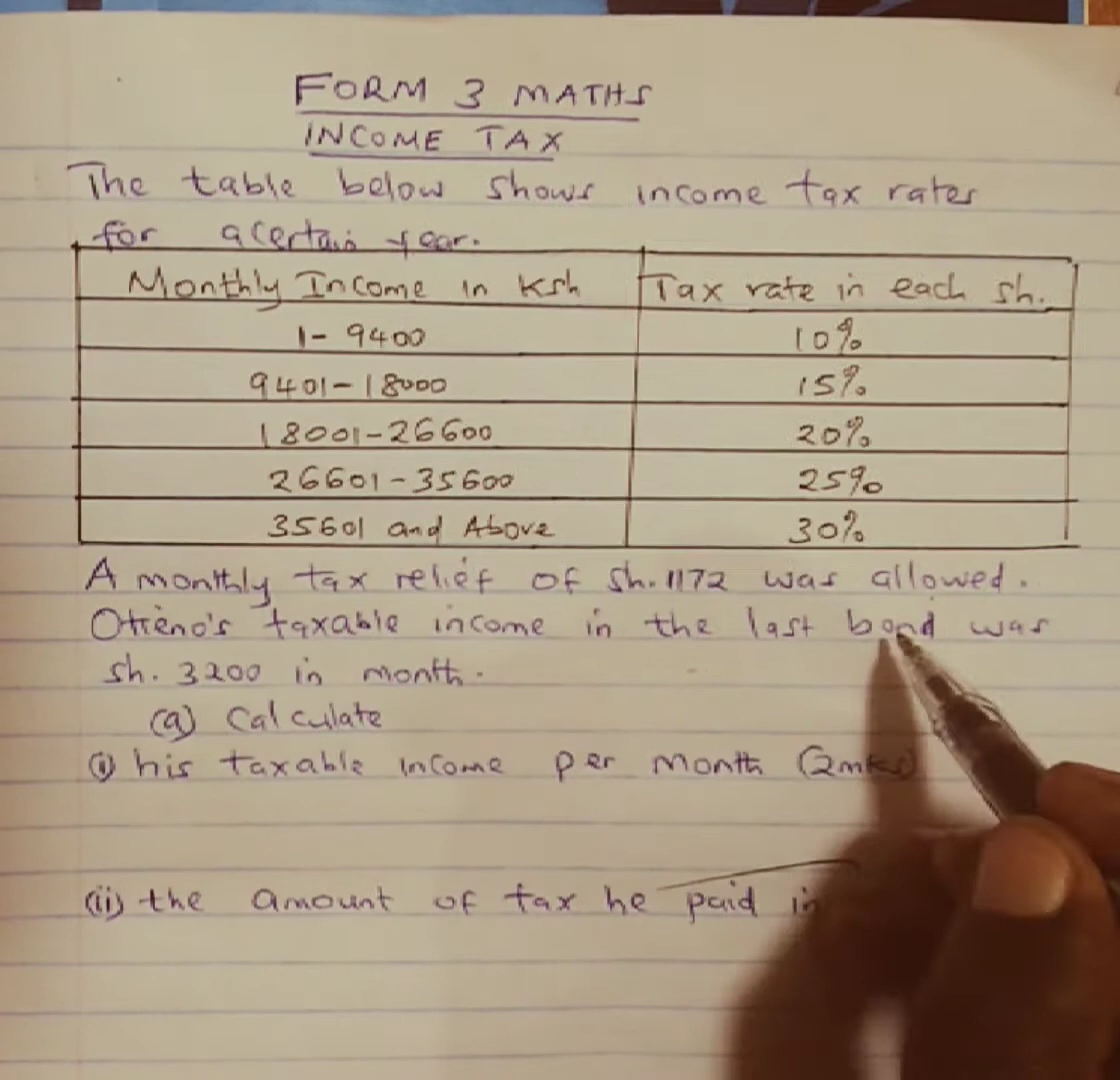 FORM 3 MATHS
INCOME TAX
The table below shows income tax rates
for a certain year.
Monthly Income in Ksh Tax rate in each sh.
1- 9400 10%
9401-18000 15%
18001-26600 20%
26601-35600 25%
35601 and Above 30%
A monthly tax relief of sh.1172 was allowed.
Otieno's taxable income in the last band was
sh. 3200 in month.
(a) Calculate
(i) his taxable income per month (2mks)
(ii) the amount of tax he paid in